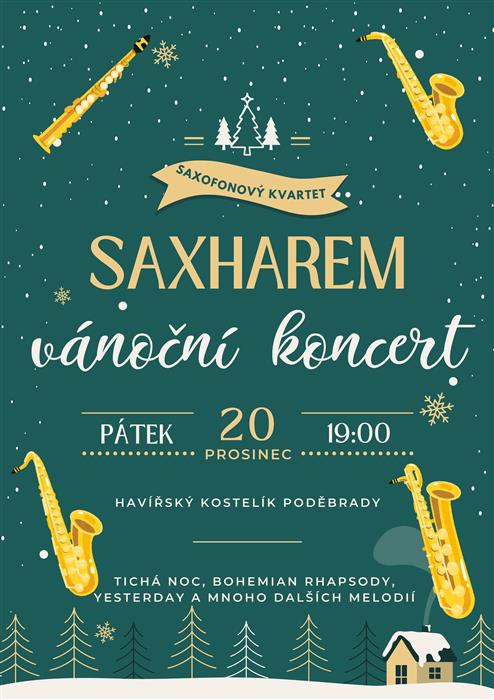 SAXOFONOVÝ KVARTET
SAXHAREM
vánoční koncert
PÁTEK
20
PROSINEC
19:00
HAVÍŘSKÝ KOSTELÍK PODĚBRADY
TICHÁ NOC, BOHEMIAN RHAPSODY,
YESTERDAY A MNOHO DALŠÍCH MELODIÍ